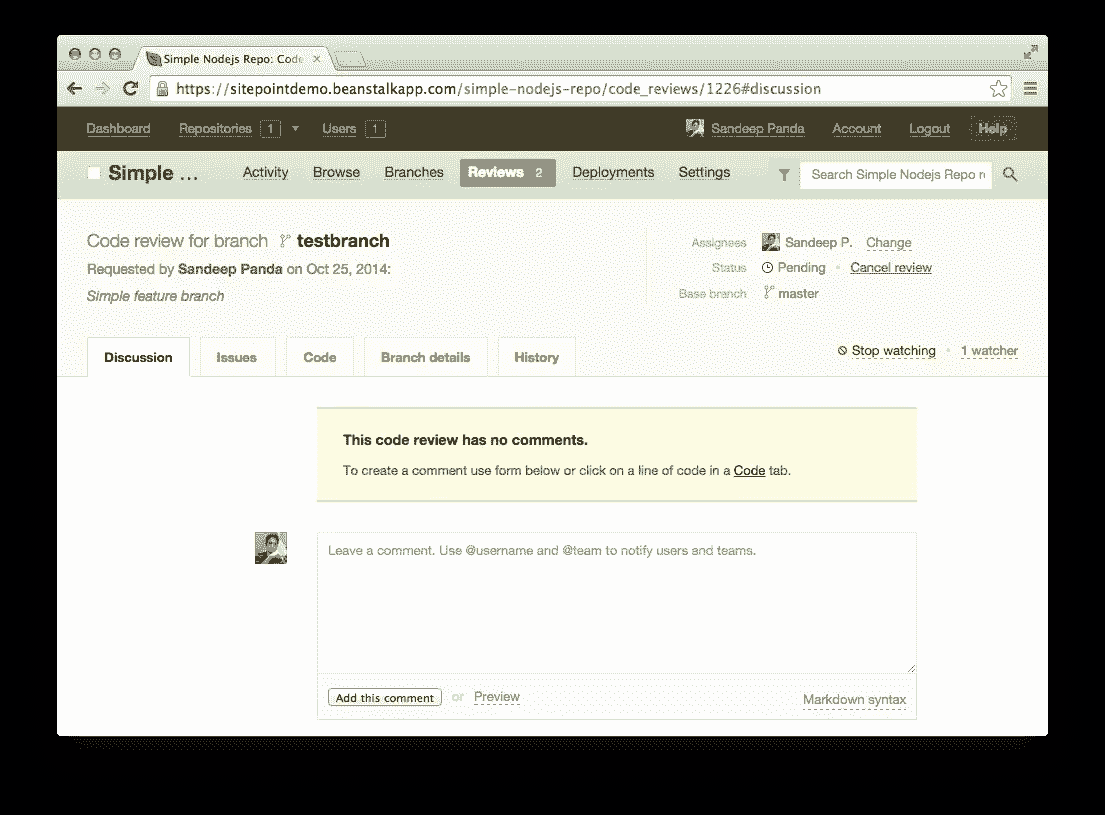 Simple Nodejs Repo: Code
https://sitepointdemo.beanstalkapp.com/simple-nodejs-repo/code_reviews/1226#discussion
Dashboard Repositories 1 Users 1 Sandeep Panda Account Logout Help
Simple ... Activity Browse Branches Reviews 2 Deployments Settings Search Simple Nodejs Repo r
Code review for branch testbranch
Requested by Sandeep Panda on Oct 25, 2014:
Simple feature branch
Assignees Sandeep P. Change
Status Pending • Cancel review
Base branch master
Discussion Issues Code Branch details History Stop watching • 1 watcher
This code review has no comments.
To create a comment use form below or click on a line of code in a Code tab.
Leave a comment. Use @username and @team to notify users and teams.
Add this comment or Preview Markdown syntax